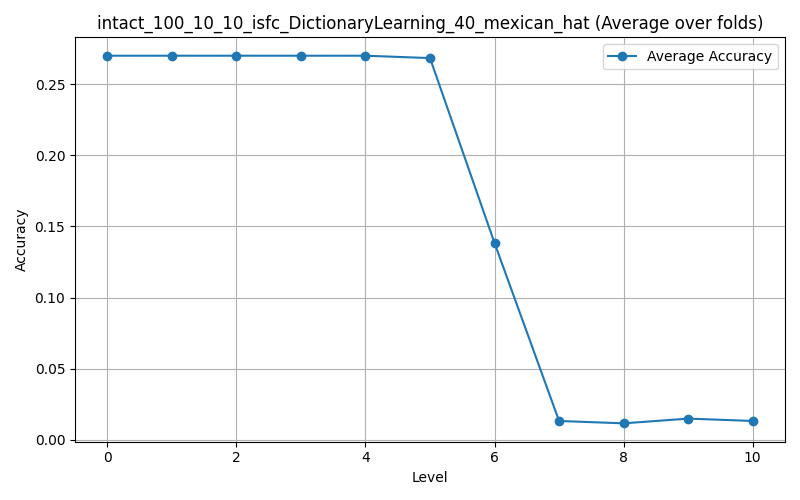 intact_100_10_10_isfc_DictionaryLearning_40_mexican_hat (Average over folds)
Average Accuracy
Accuracy
0.25
0.20
0.15
0.10
0.05
0.00
0 2 4 6 8 10
Level